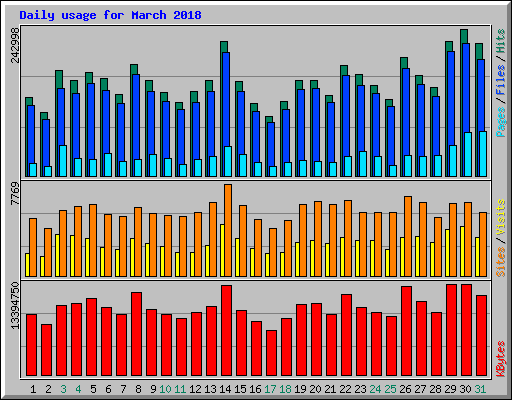 Daily usage for March 2018
242998
Pages / Files / Hits
7769
Sites / Visits
13394750
KBytes
1 2 3 4 5 6 7 8 9 10 11 12 13 14 15 16 17 18 19 20 21 22 23 24 25 26 27 28 29 30 31